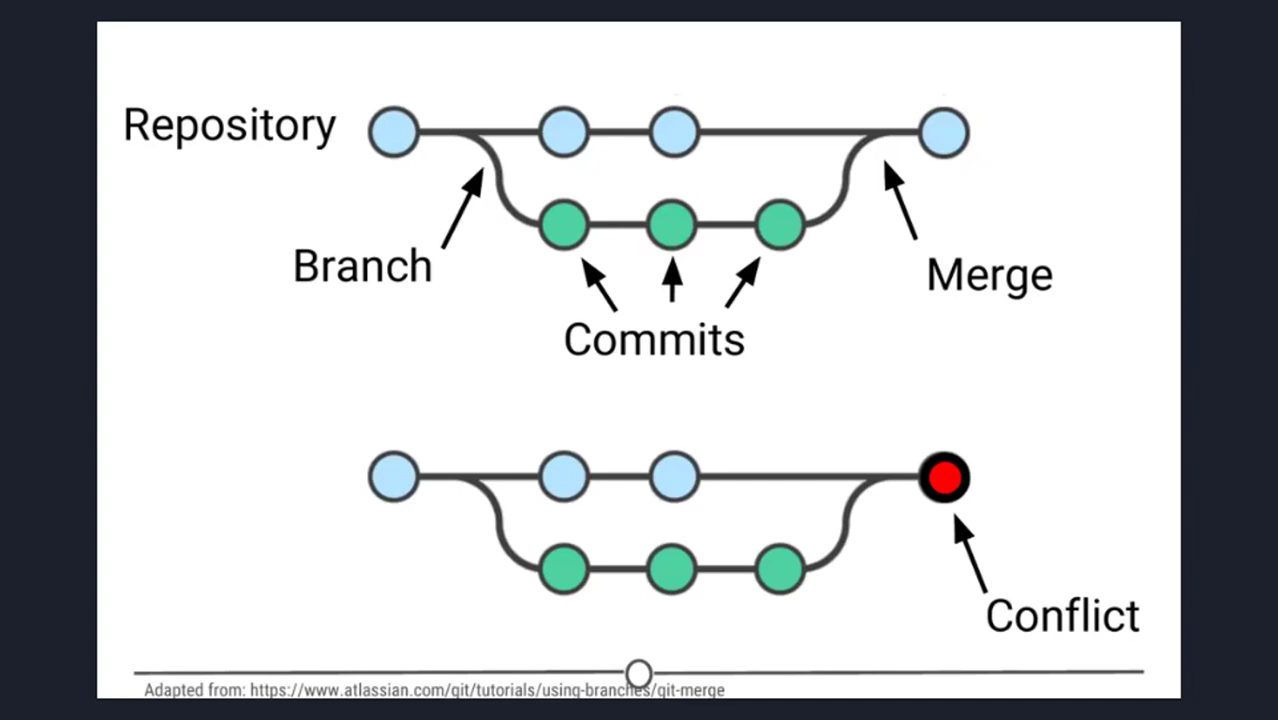 Repository
Branch
Merge
Commits
Conflict
Adapted from: https://www.atlassian.com/git/tutorials/using-branches/git-merge